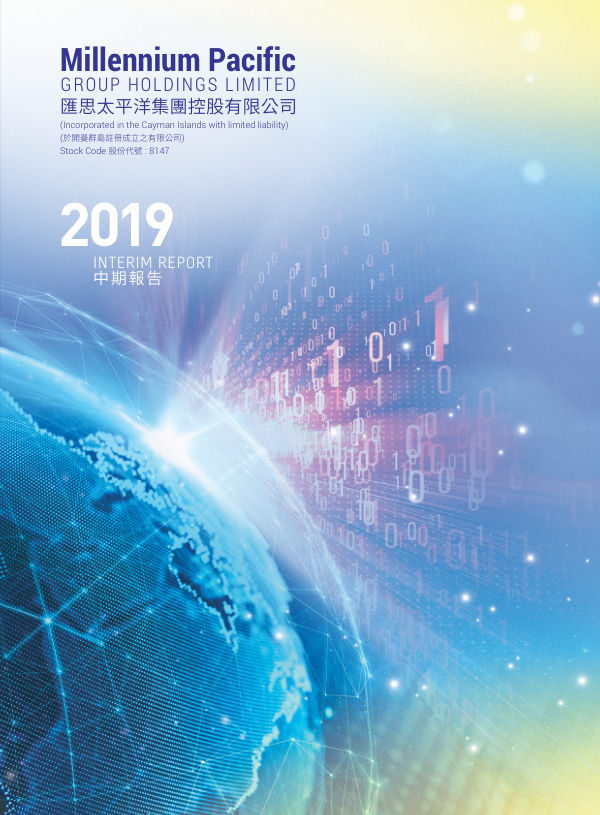 Millennium Pacific
GROUP HOLDINGS LIMITED
匯思太平洋集團控股有限公司
(Incorporated in the Cayman Islands with limited liability)
(於開曼群島註冊成立之有限公司)
Stock Code 股份代號 : 8147
2019
INTERIM REPORT
中期報告